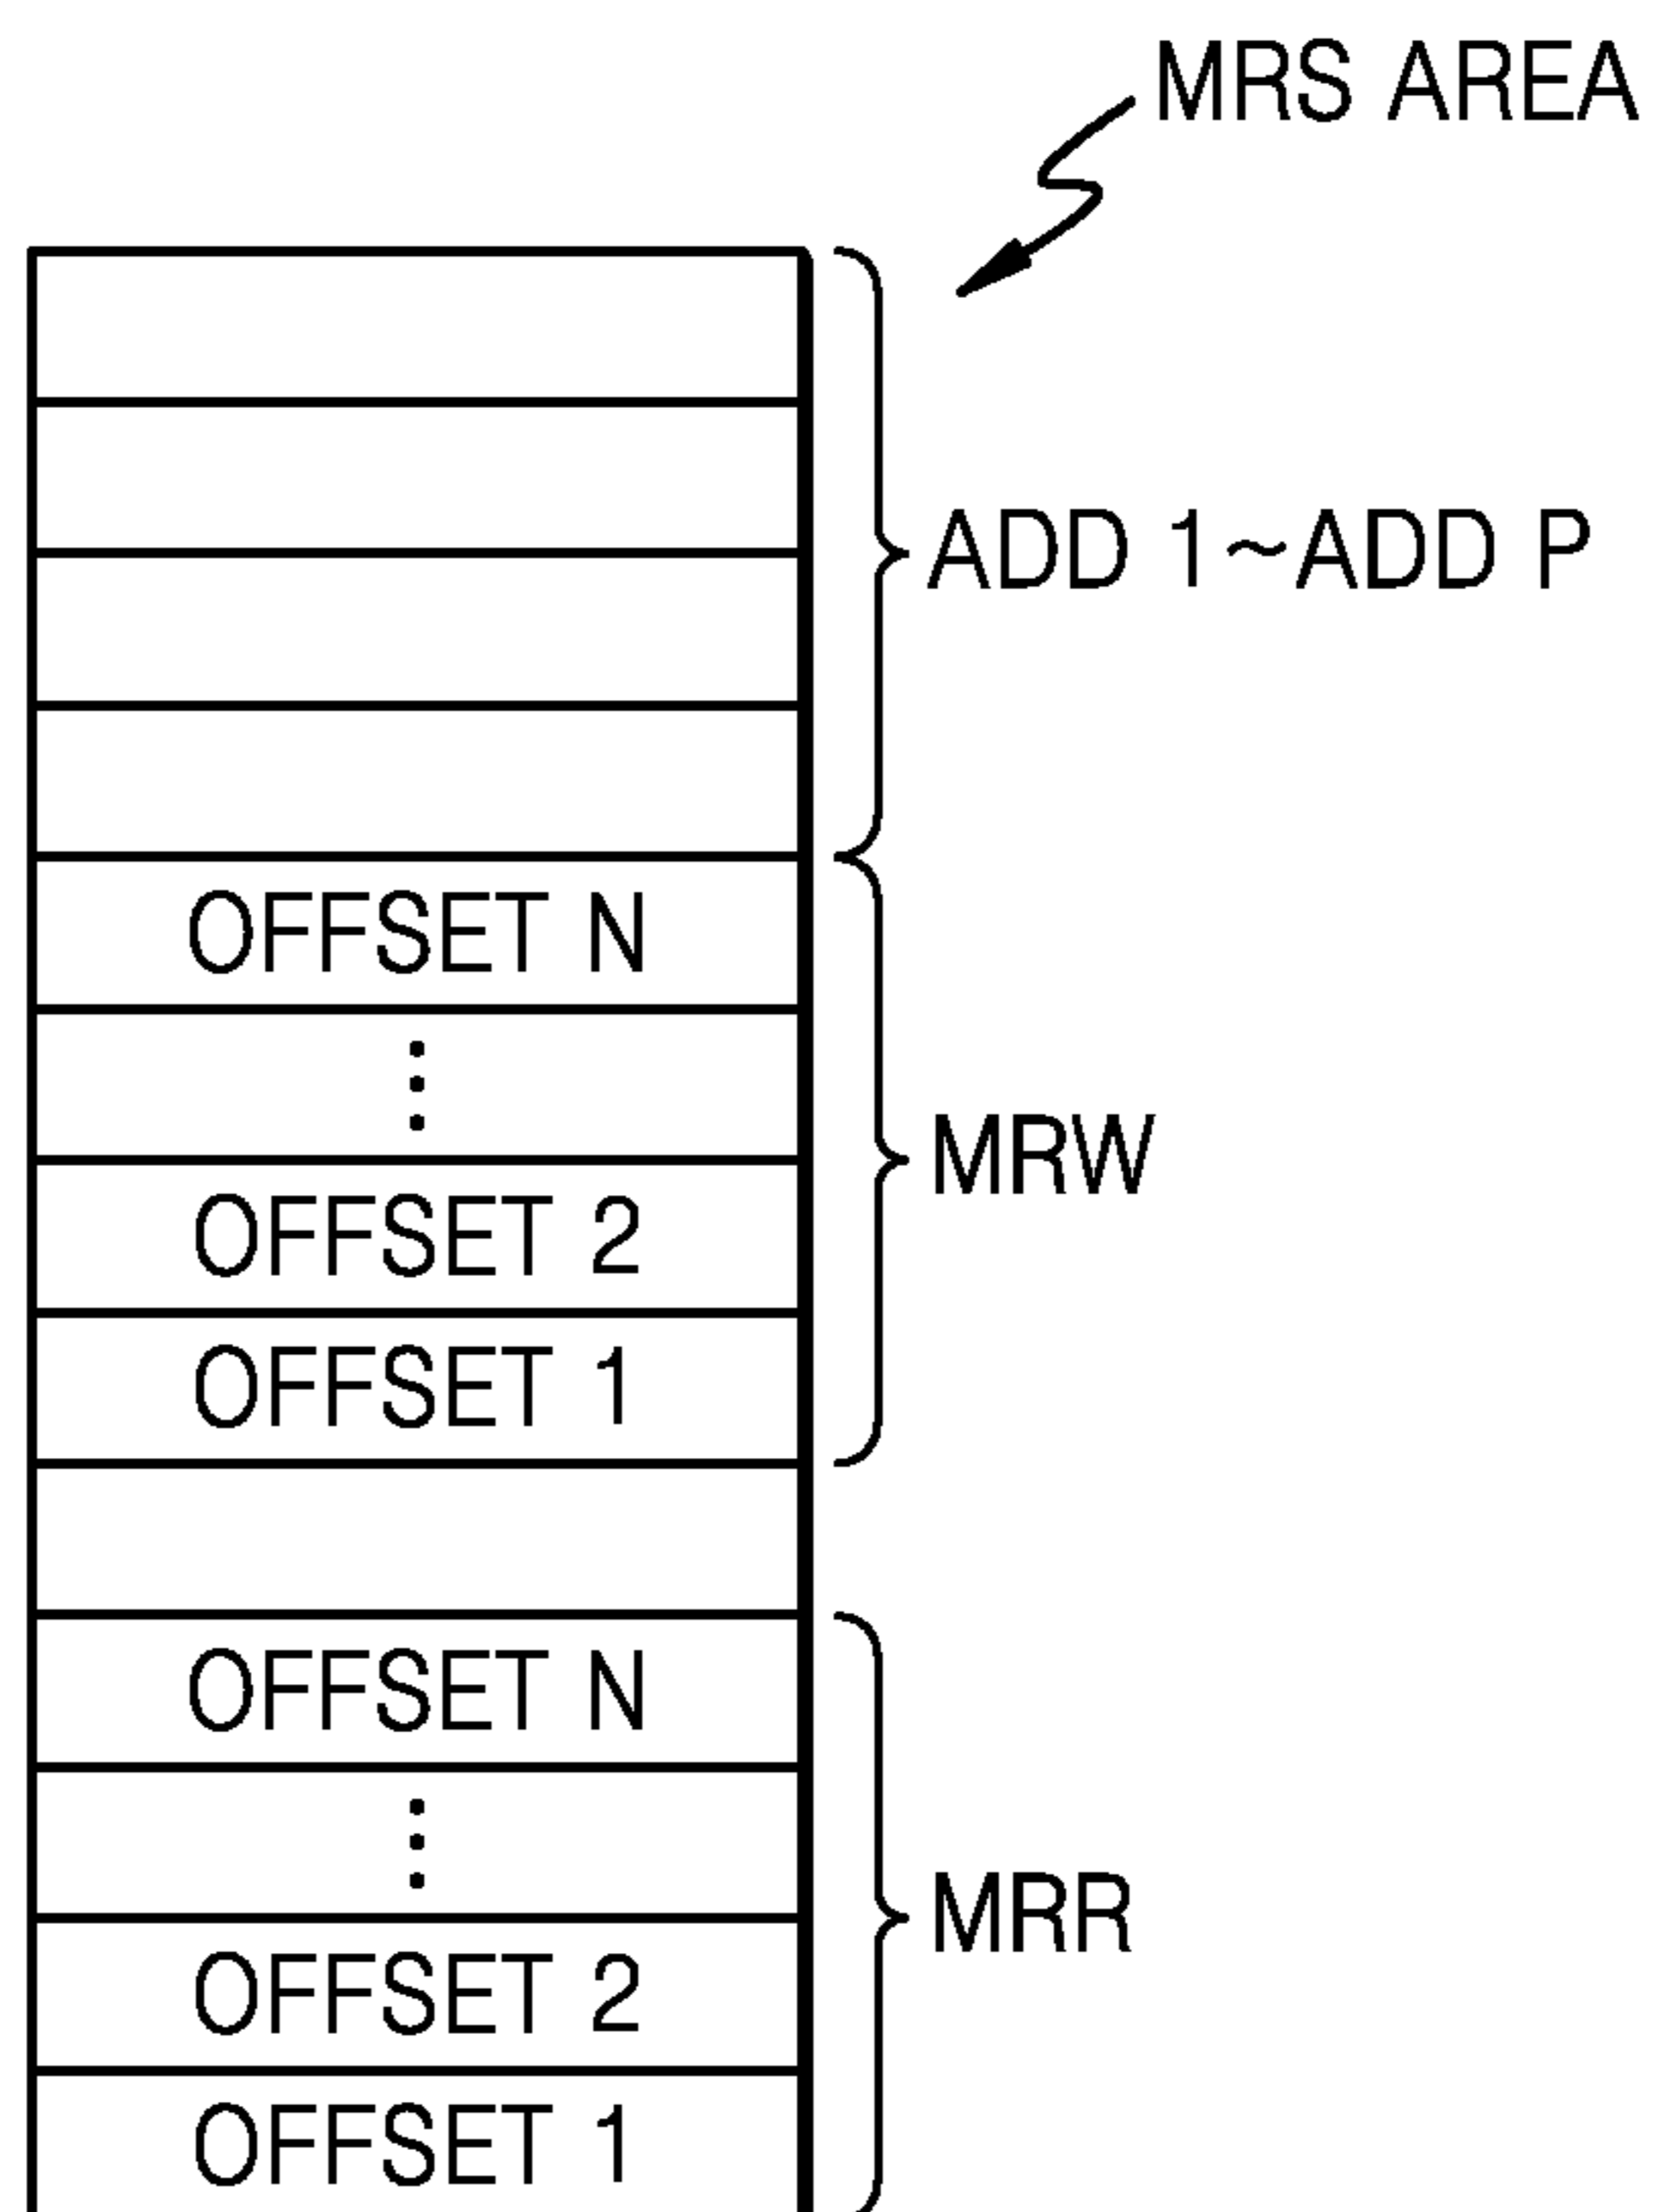 MRS AREA
ADD 1~ADD P
OFFSET N
⋮
MRW
OFFSET 2
OFFSET 1
OFFSET N
⋮
MRR
OFFSET 2
OFFSET 1